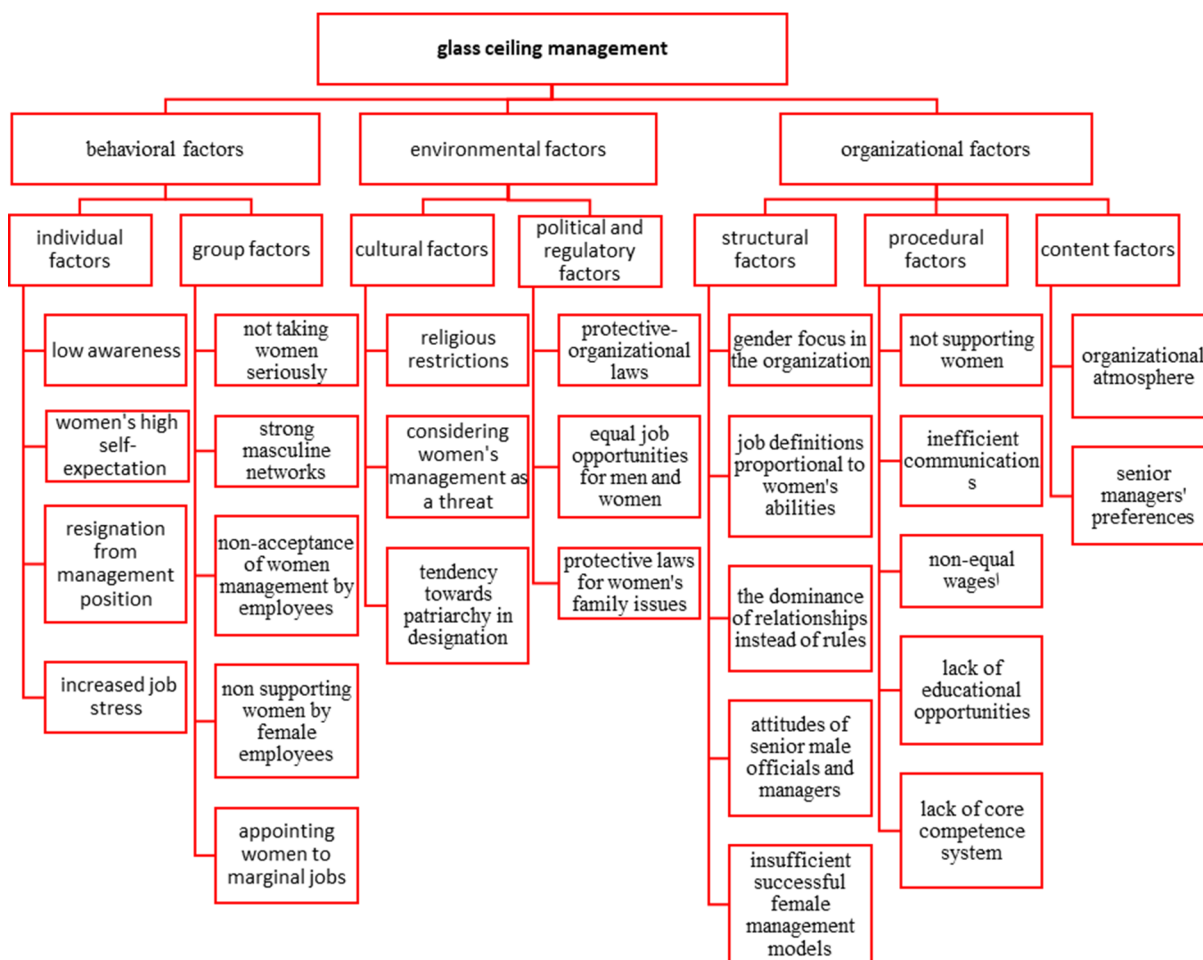 glass ceiling management
behavioral factors
environmental factors
organizational factors
individual
factors
group factors
cultural factors
political and
regulatory
factors
structural
factors
procedural
factors
content factors
low awareness
women's high
self-
expectation
resignation
from
management
position
increased job
stress
not taking
women
seriously
strong
masculine
networks
non-acceptance
of women
management by
employees
non supporting
women by
female
employees
appointing
women to
marginal jobs
religious
restrictions
considering
women's
management as
a threat
tendency
towards
patriarchy in
designation
protective-
organizational
laws
equal job
opportunities
for men and
women
protective laws
for women's
family issues
gender focus in
the organization
job definitions
proportional to
women's
abilities
the dominance
of relationships
instead of rules
attitudes of
senior male
officials and
managers
insufficient
successful
female
management
models
not supporting
women
inefficient
communication
s
non-equal
wages
lack of
educational
opportunities
lack of core
competence
system
organizational
atmosphere
senior
managers'
preferences